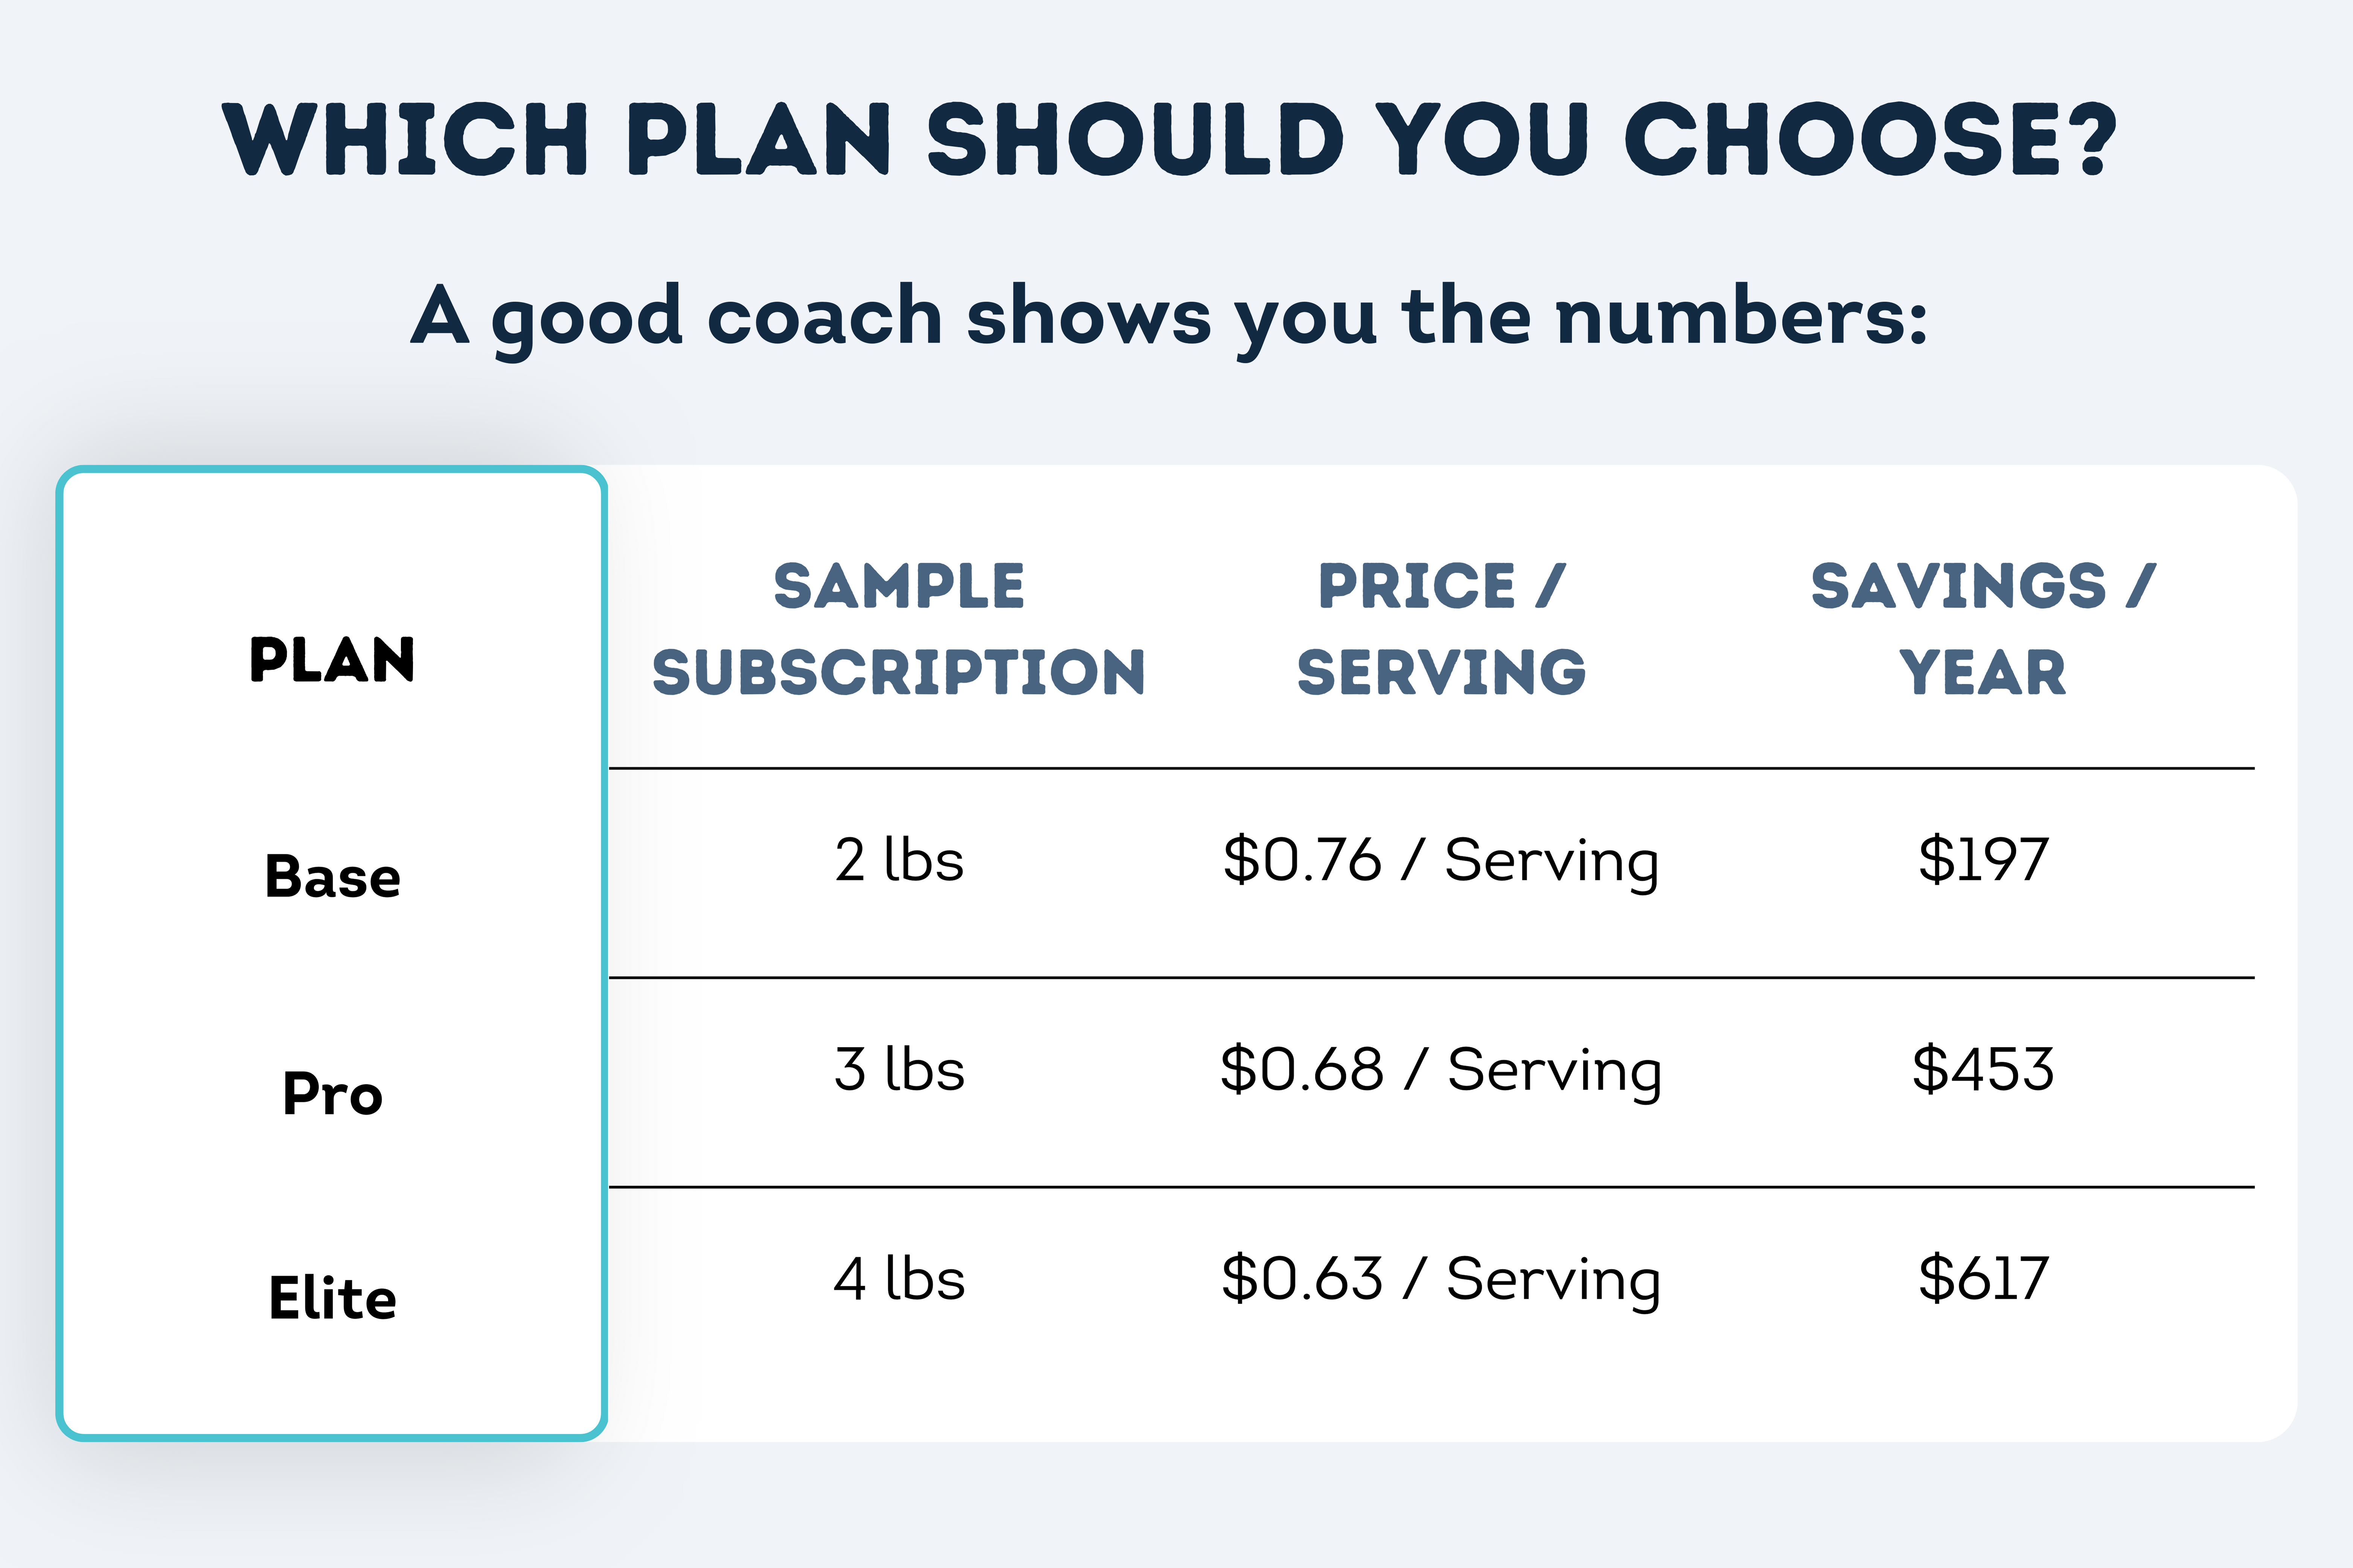 WHICH PLAN SHOULD YOU CHOOSE?
A good coach shows you the numbers:
PLAN
SAMPLE
SUBSCRIPTION
PRICE /
SERVING
SAVINGS /
YEAR
Base
2 lbs
$0.76 / Serving
$197
Pro
3 lbs
$0.68 / Serving
$453
Elite
4 lbs
$0.63 / Serving
$617